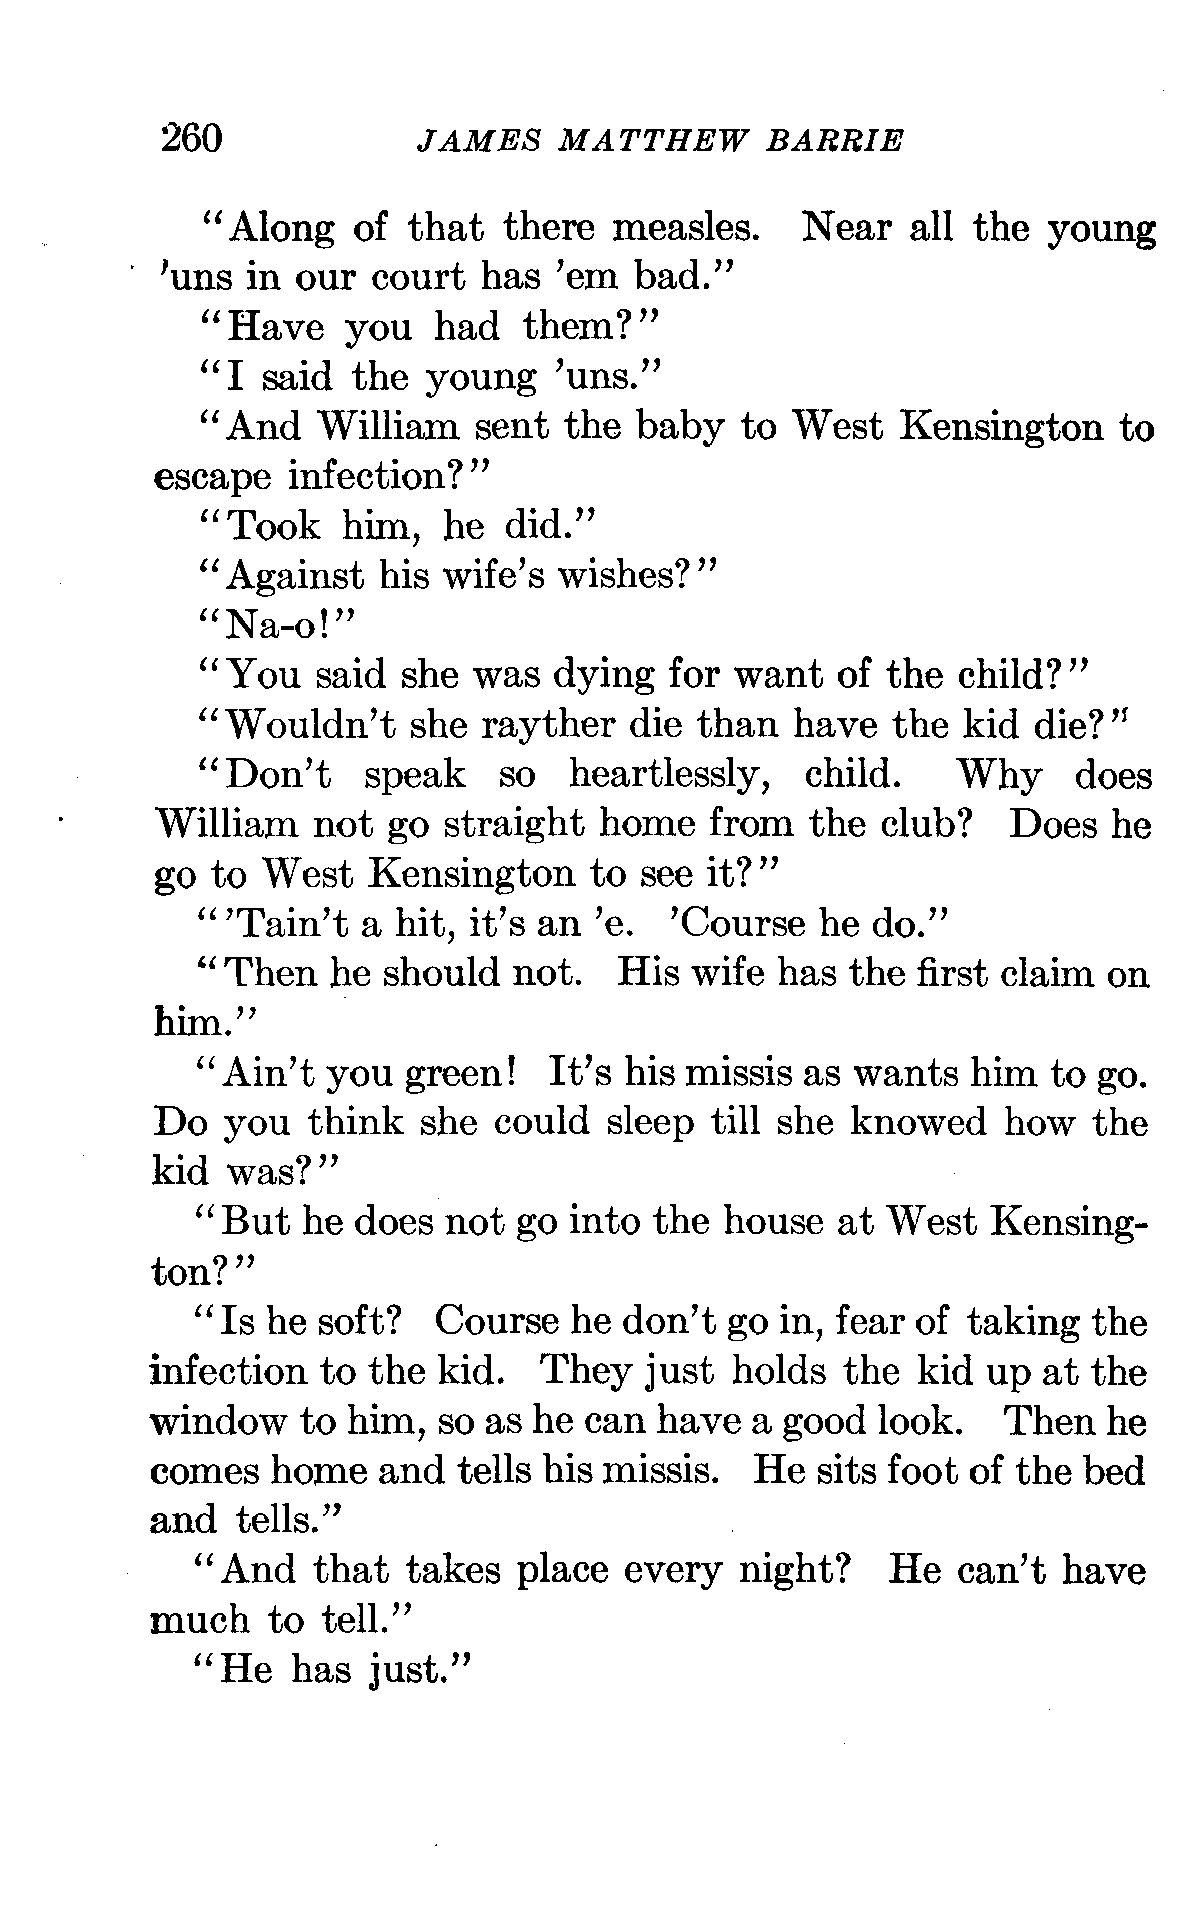 260 JAMES MATTHEW BARRIE
"Along of that there measles. Near all the young
'uns in our court has 'em bad."
"Have you had them?"
"I said the young 'uns."
"And William sent the baby to West Kensington to
escape infection?"
"Took him, he did."
"Against his wife's wishes?"
"Na-o!"
"You said she was dying for want of the child?"
"Wouldn't she rayther die than have the kid die?"
"Don't speak so heartlessly, child. Why does
William not go straight home from the club? Does he
go to West Kensington to see it?"
"'Tain't a hit, it's an 'e. 'Course he do."
"Then he should not. His wife has the first claim on
him."
"Ain't you green! It's his missis as wants him to go.
Do you think she could sleep till she knowed how the
kid was?"
"But he does not go into the house at West Kensing-
ton?"
"Is he soft? Course he don't go in, fear of taking the
infection to the kid. They just holds the kid up at the
window to him, so as he can have a good look. Then he
comes home and tells his missis. He sits foot of the bed
and tells."
"And that takes place every night? He can't have
much to tell."
"He has just."